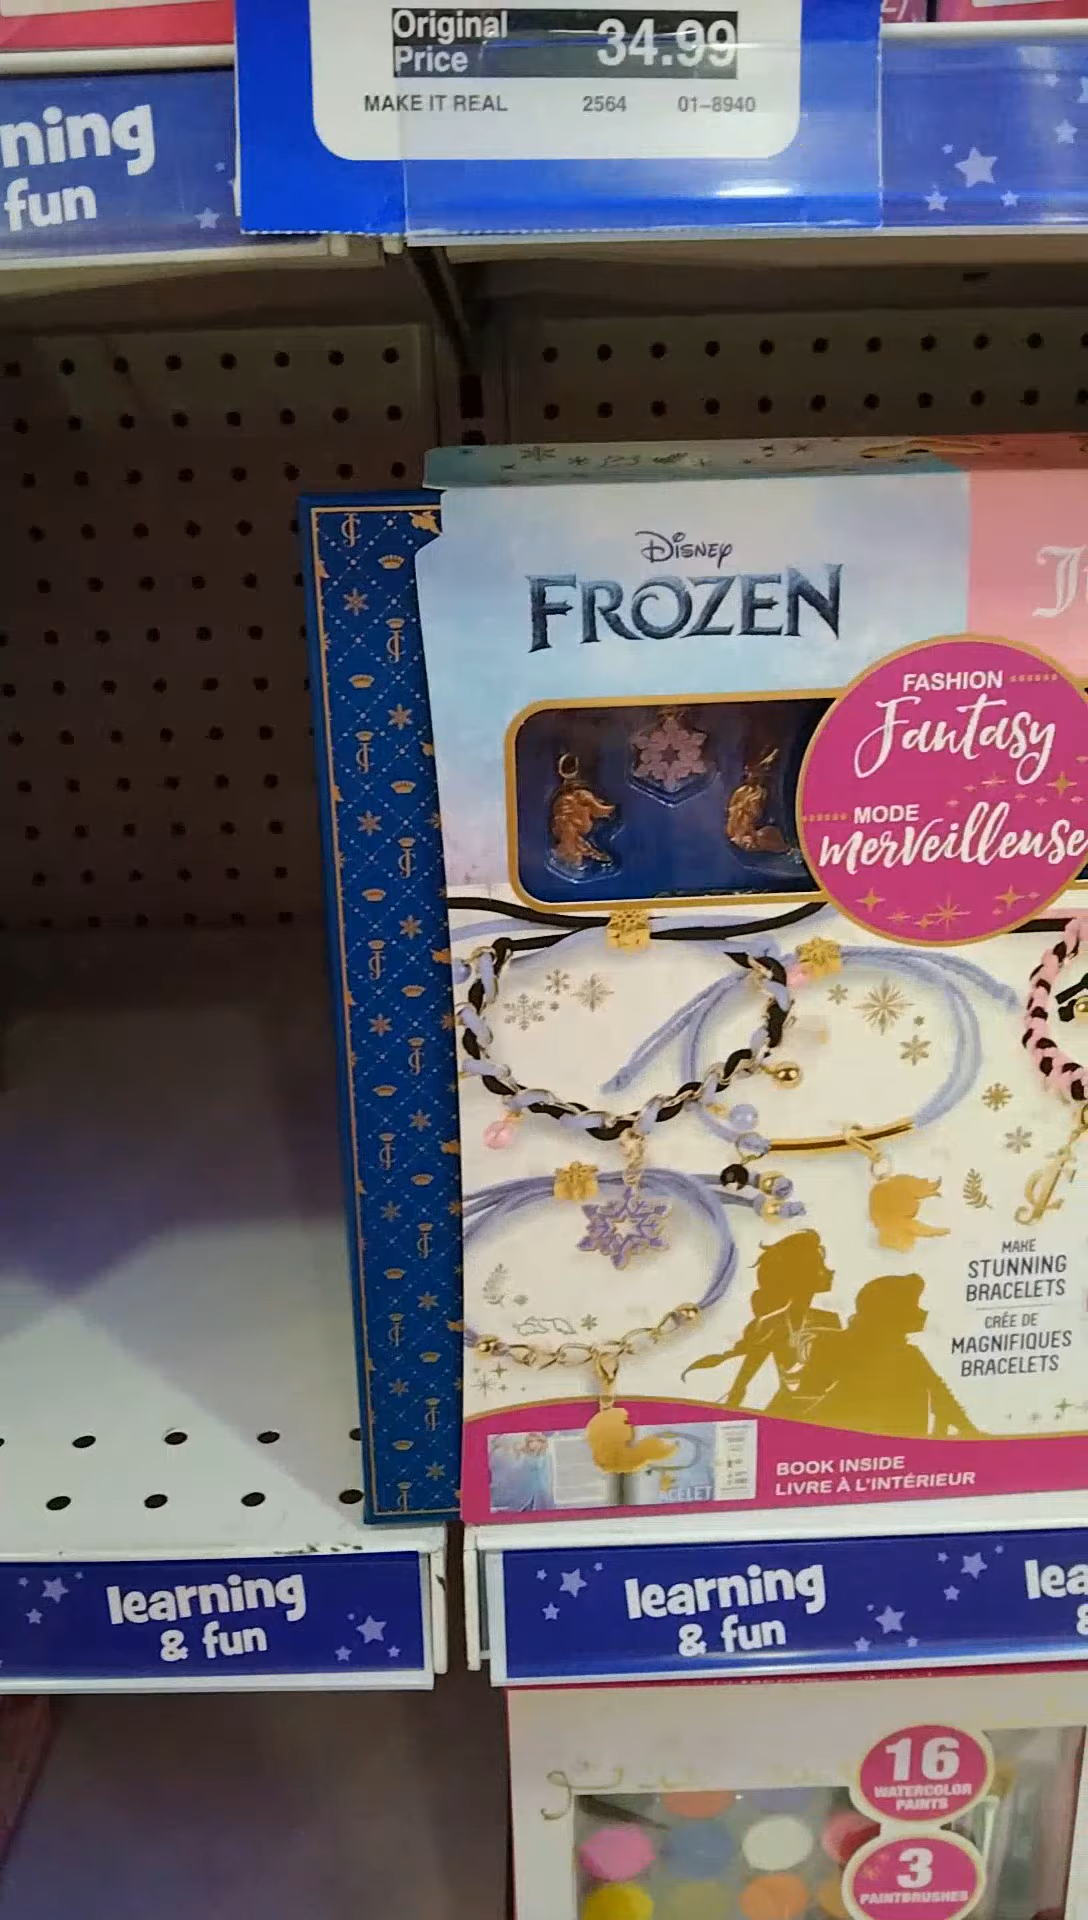 Original
Price 34.99
MAKE IT REAL 2564 01-8940
ning
fun
Disney
FROZEN
FASHION
Fantasy
MODE
merveilleuse
MAKE
STUNNING
BRACELETS
CRÉE DE
MAGNIFIQUES
BRACELETS
BOOK INSIDE
LIVRE À L'INTÉRIEUR
learning
& fun
learning
& fun
lea
&
16
WATERCOLOR
PAINTS
3
PAINTBRUSHES